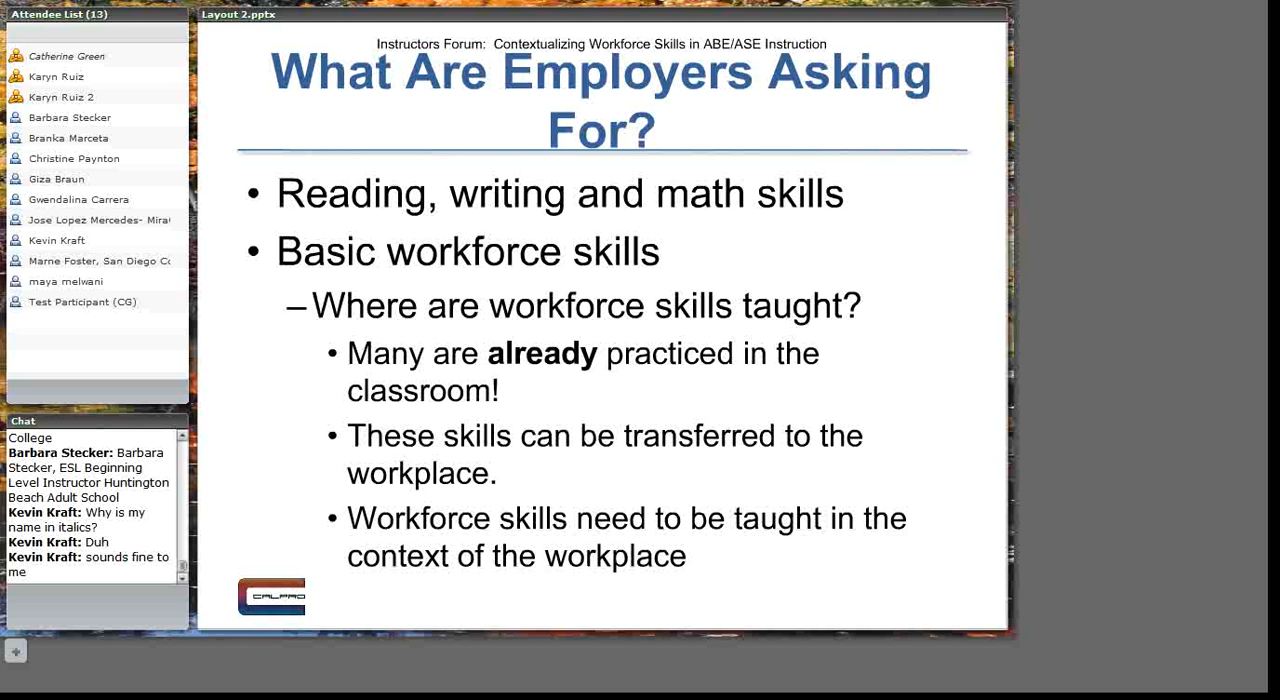 Attendee List (13)
Catherine Green
Karyn Ruiz
Karyn Ruiz 2
Barbara Stecker
Branka Marceta
Christine Paynton
Giza Braun
Gwendalina Carrera
Jose Lopez Mercedes- Mira
Kevin Kraft
Marne Foster, San Diego Cc
maya melwani
Test Participant (CG)
Chat
College
Barbara Stecker: Barbara
Stecker, ESL Beginning
Level Instructor Huntington
Beach Adult School
Kevin Kraft: Why is my
name in italics?
Kevin Kraft: Duh
Kevin Kraft: sounds fine to
me
Layout 2.pptx
Instructors Forum: Contextualizing Workforce Skills in ABE/ASE Instruction
What Are Employers Asking
For?
• Reading, writing and math skills
• Basic workforce skills
–Where are workforce skills taught?
• Many are already practiced in the
classroom!
• These skills can be transferred to the
workplace.
• Workforce skills need to be taught in the
context of the workplace
CALPRO